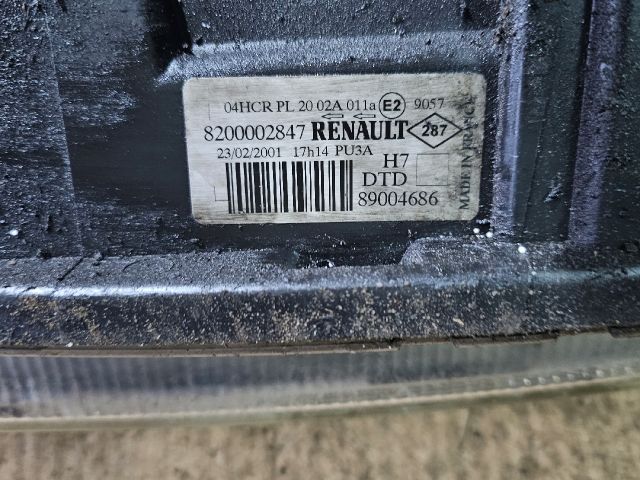 04HCR PL 20 02A 011a E2 9057
8200002847 RENAULT 287
23/02/2001 17h14 PU3A
H7
DTD
89004686
MADE IN FRANCE